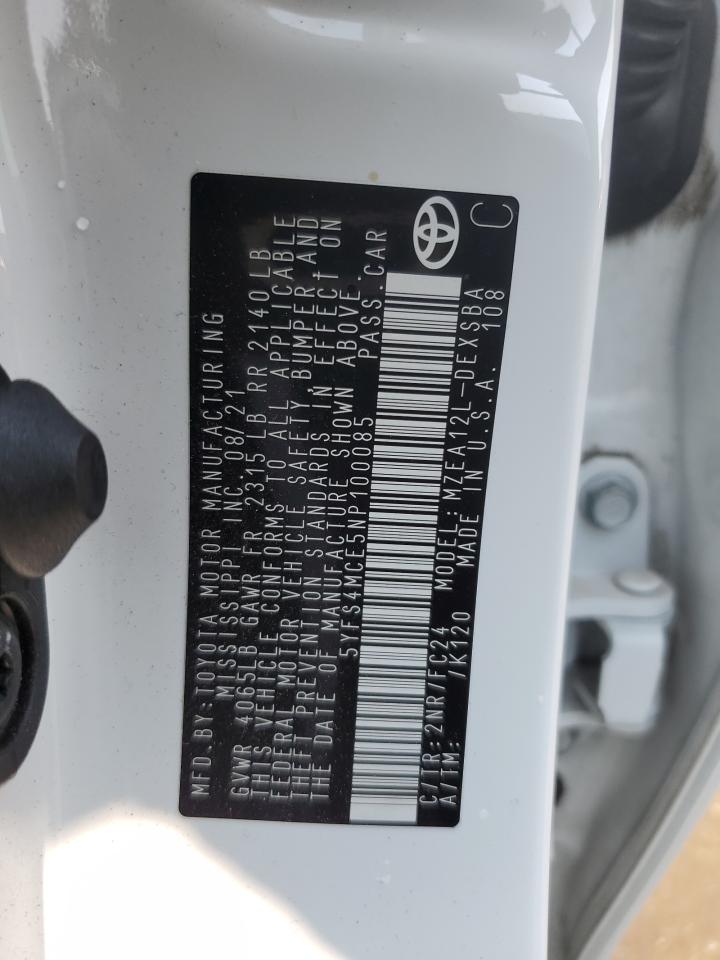 MFD.BY:TOYOTA MOTOR MANUFACTURING
MISSISSIPPI INC.08/21
GVWR 4065LB GAWR FR 2315 LB RR 2140 LB
THIS VEHICLE CONFORMS TO ALL APPLICABLE
FEDERAL MOTOR VEHICLE SAFETY BUMPER,AND
THEFT PREVENTION STANDARDS IN EFFECT ON
THE DATE OF MANUFACTURE SHOWN ABOVE.
5YFS4MCE5NP100085 PASS.CAR
C/TR:2NR/FC24 MODEL:MZEA12L-DEXSBA
A/TM: /K120 MADE IN U.S.A. 108
C